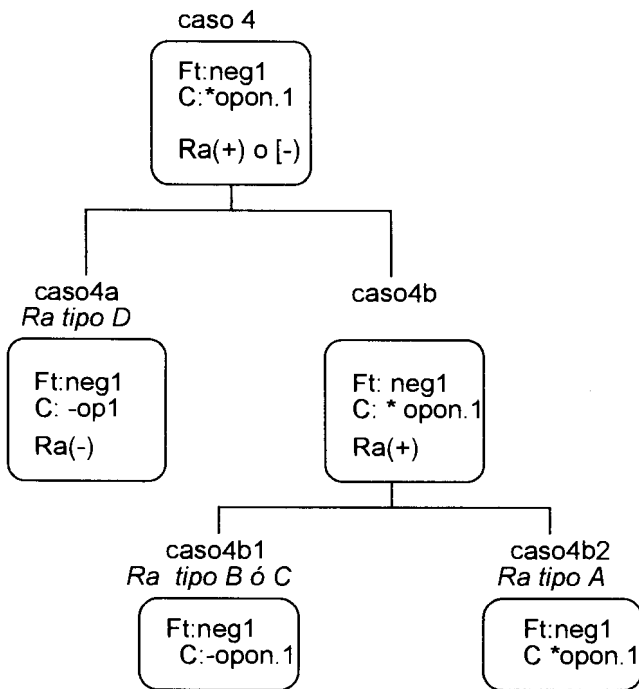 caso 4
Ft:neg1
C:*opon.1
Ra(+) o [-)
caso4a
Ra tipo D
Ft:neg1
C: -op1
Ra(-)
caso4b
Ft: neg1
C: * opon.1
Ra(+)
caso4b1
Ra tipo B ó C
Ft:neg1
C:-opon.1
caso4b2
Ra tipo A
Ft:neg1
C *opon.1